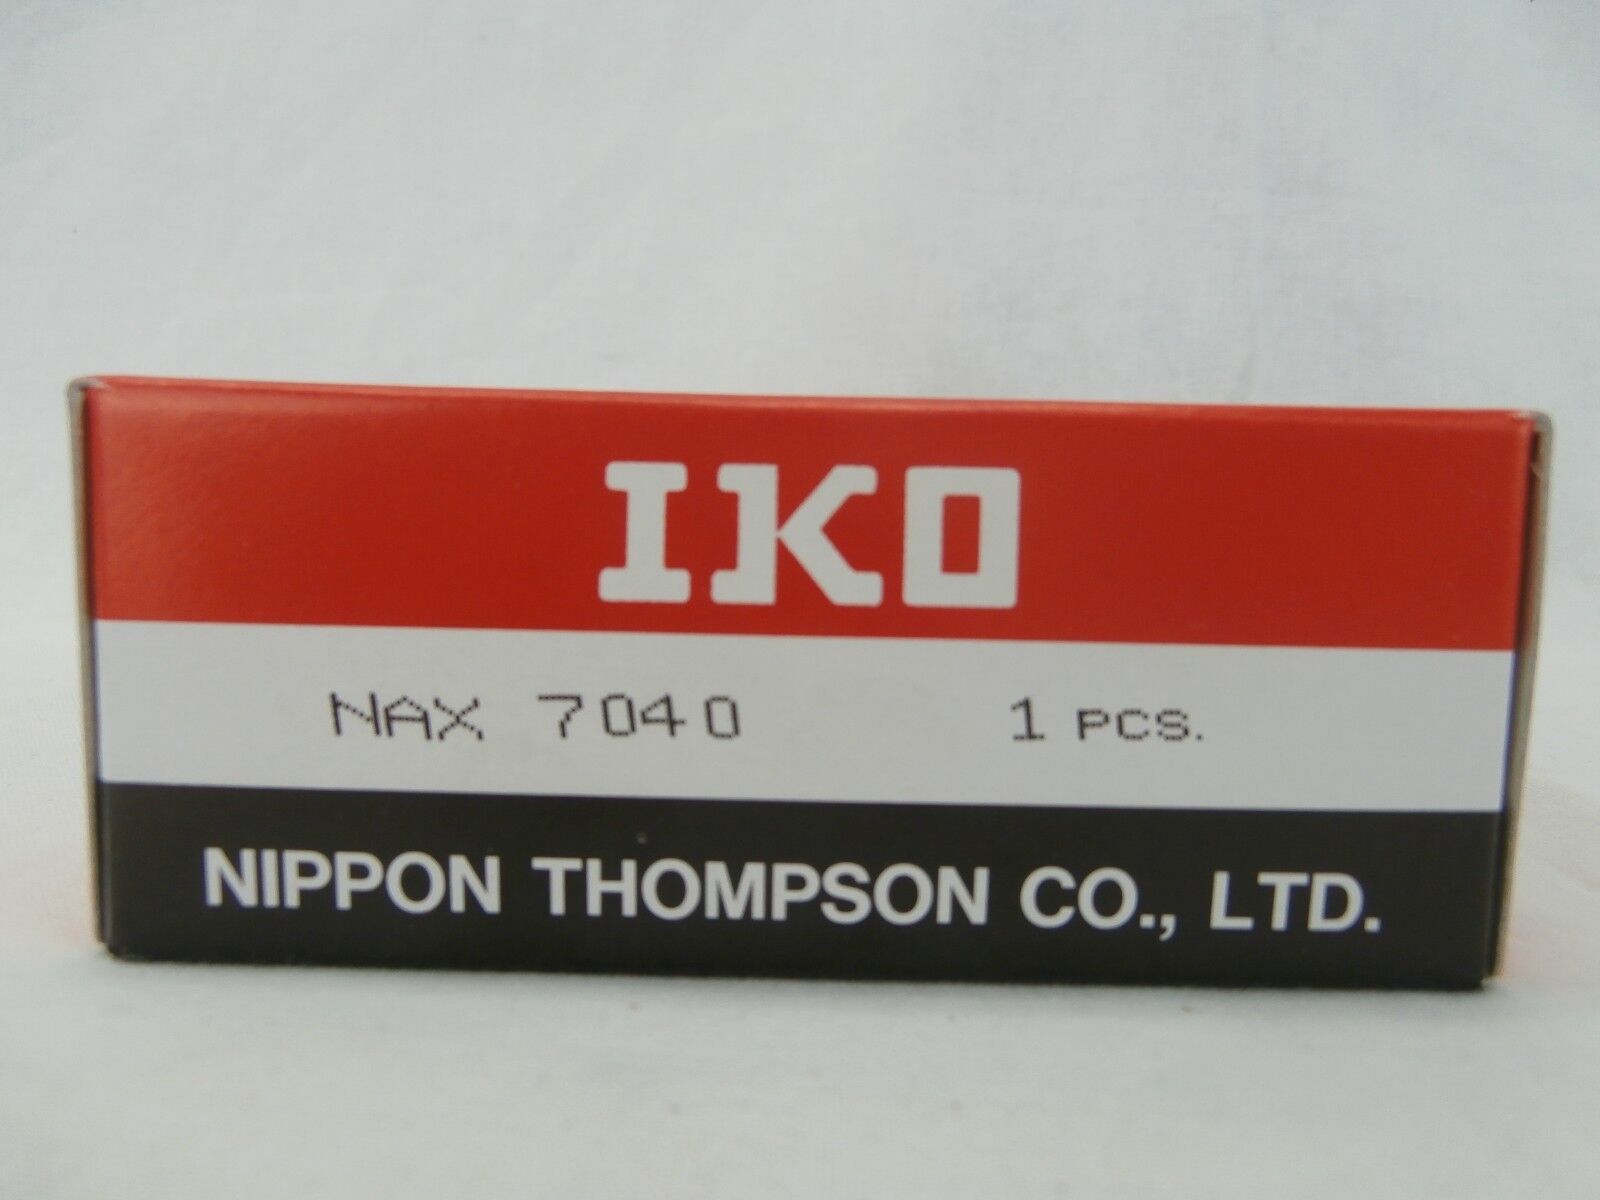 IKO
NAX 7040 1 PCS.
NIPPON THOMPSON CO., LTD.